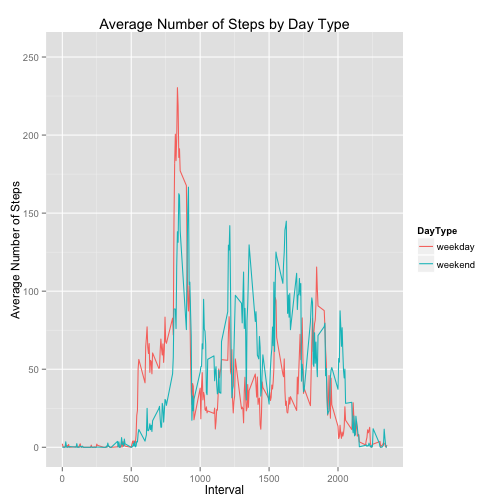 Average Number of Steps by Day Type
250
200
150
100
50
0
Average Number of Steps
0 500 1000 1500 2000
Interval
DayType
weekday
weekend